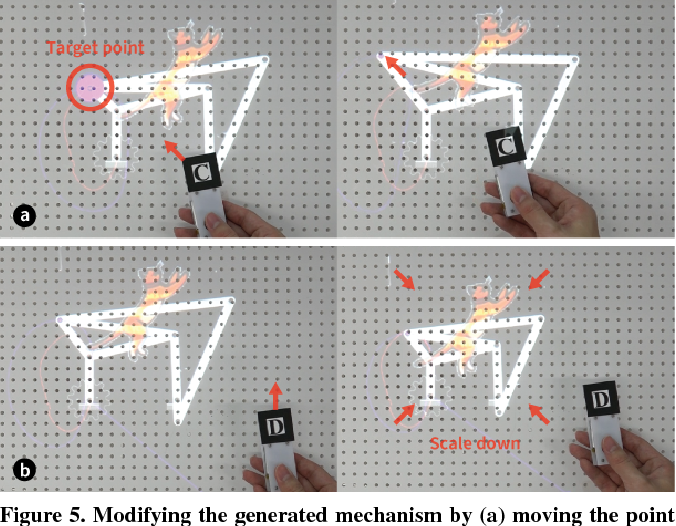 Target point
C
C
a
D
D
Scale down
b
Figure 5. Modifying the generated mechanism by (a) moving the point